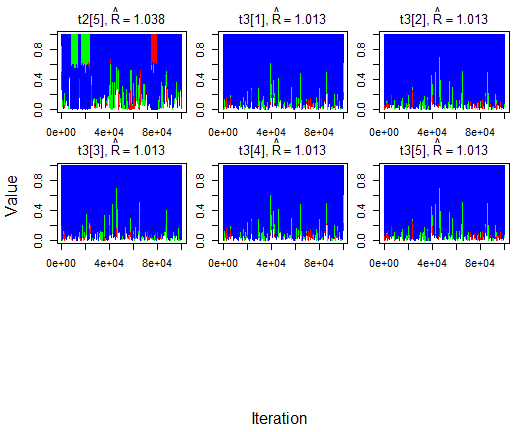 t2[5], R̂ = 1.038
t3[1], R̂ = 1.013
t3[2], R̂ = 1.013
0.0 0.4 0.8
0.0 0.4 0.8
0.0 0.4 0.8
0e+00 4e+04 8e+04
0e+00 4e+04 8e+04
0e+00 4e+04 8e+04
t3[3], R̂ = 1.013
t3[4], R̂ = 1.013
t3[5], R̂ = 1.013
0.0 0.4 0.8
0.0 0.4 0.8
0.0 0.4 0.8
0e+00 4e+04 8e+04
0e+00 4e+04 8e+04
0e+00 4e+04 8e+04
Value
Iteration